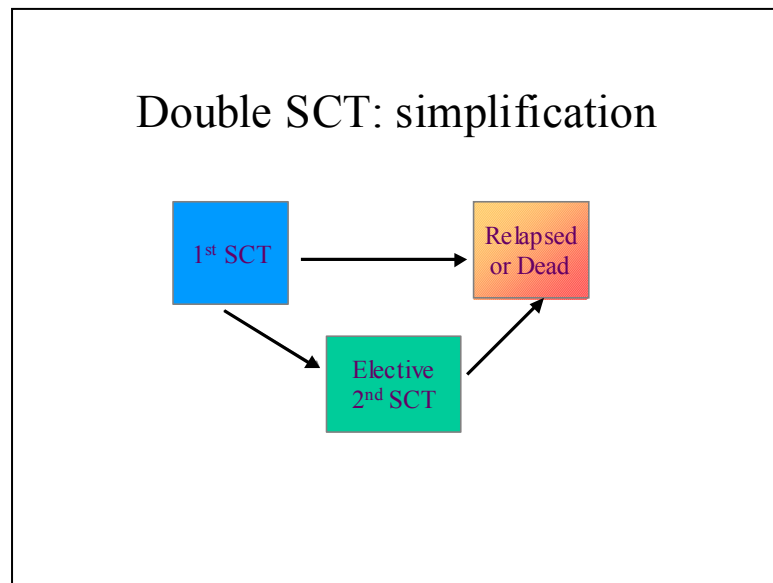 Double SCT: simplification
1st SCT
Relapsed
or Dead
Elective
2nd SCT